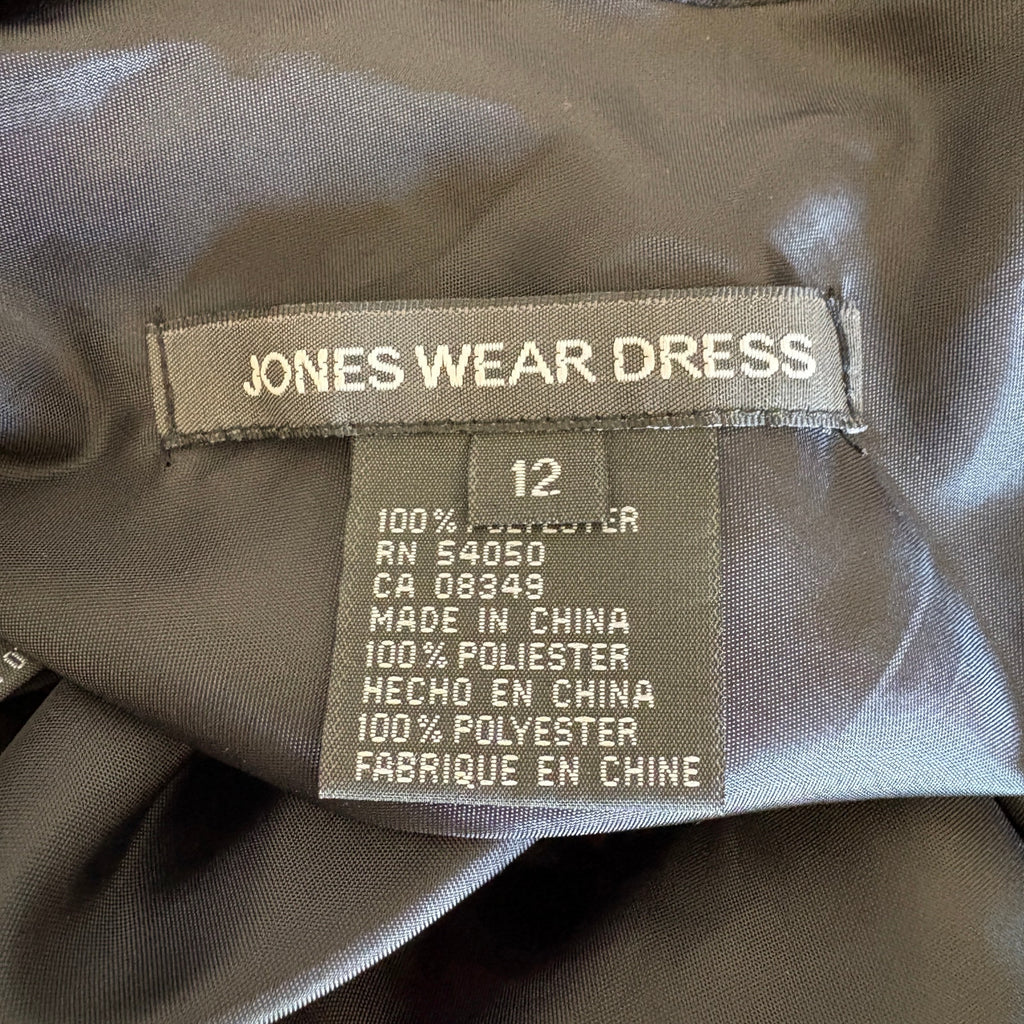 JONES WEAR DRESS
12
100% POLYESTER
RN 54050
CA 08349
MADE IN CHINA
100% POLIESTER
HECHO EN CHINA
100% POLYESTER
FABRIQUE EN CHINE